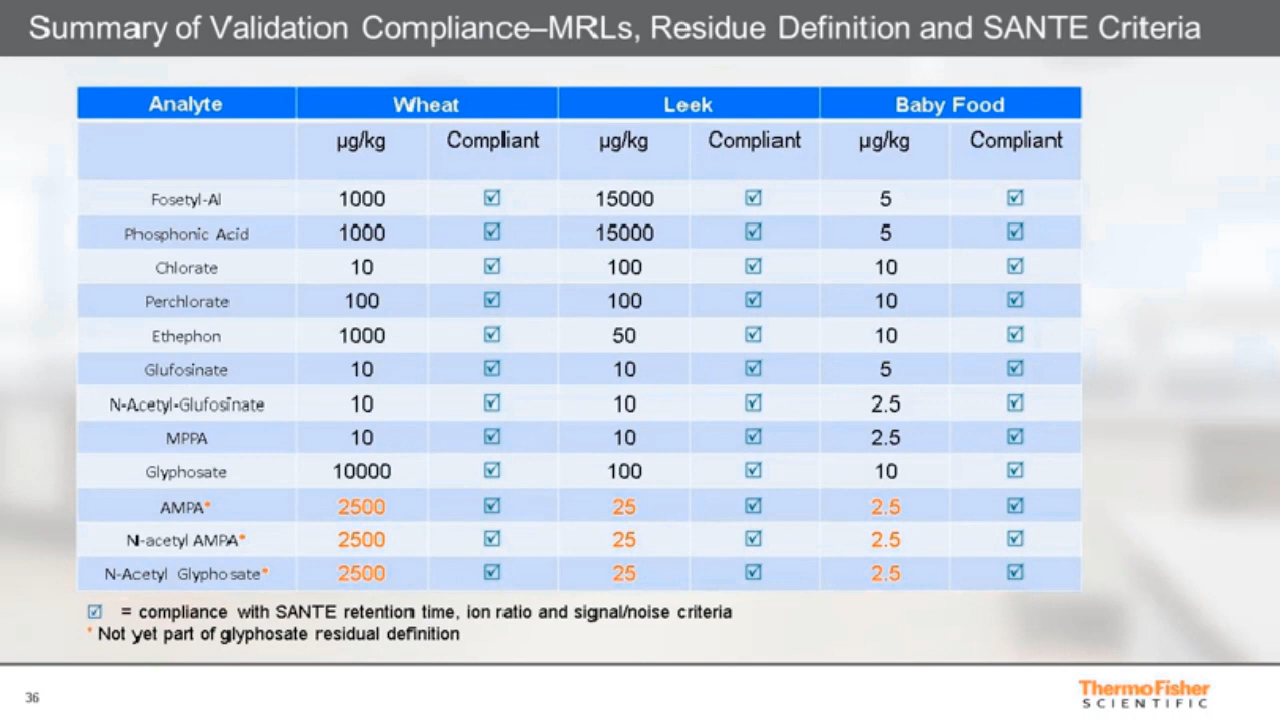 Summary of Validation Compliance–MRLs, Residue Definition and SANTE Criteria
Analyte Wheat Leek Baby Food
µg/kg Compliant µg/kg Compliant µg/kg Compliant
Fosetyl-Al 1000 ☑ 15000 ☑ 5 ☑
Phosphonic Acid 1000 ☑ 15000 ☑ 5 ☑
Chlorate 10 ☑ 100 ☑ 10 ☑
Perchlorate 100 ☑ 100 ☑ 10 ☑
Ethephon 1000 ☑ 50 ☑ 10 ☑
Glufosinate 10 ☑ 10 ☑ 5 ☑
N-Acetyl-Glufosinate 10 ☑ 10 ☑ 2.5 ☑
MPPA 10 ☑ 10 ☑ 2.5 ☑
Glyphosate 10000 ☑ 100 ☑ 10 ☑
AMPA* 2500 ☑ 25 ☑ 2.5 ☑
N-acetyl AMPA* 2500 ☑ 25 ☑ 2.5 ☑
N-Acetyl Glyphosate* 2500 ☑ 25 ☑ 2.5 ☑
☑ = compliance with SANTE retention time, ion ratio and signal/noise criteria
* Not yet part of glyphosate residual definition
36
ThermoFisher
SCIENTIFIC